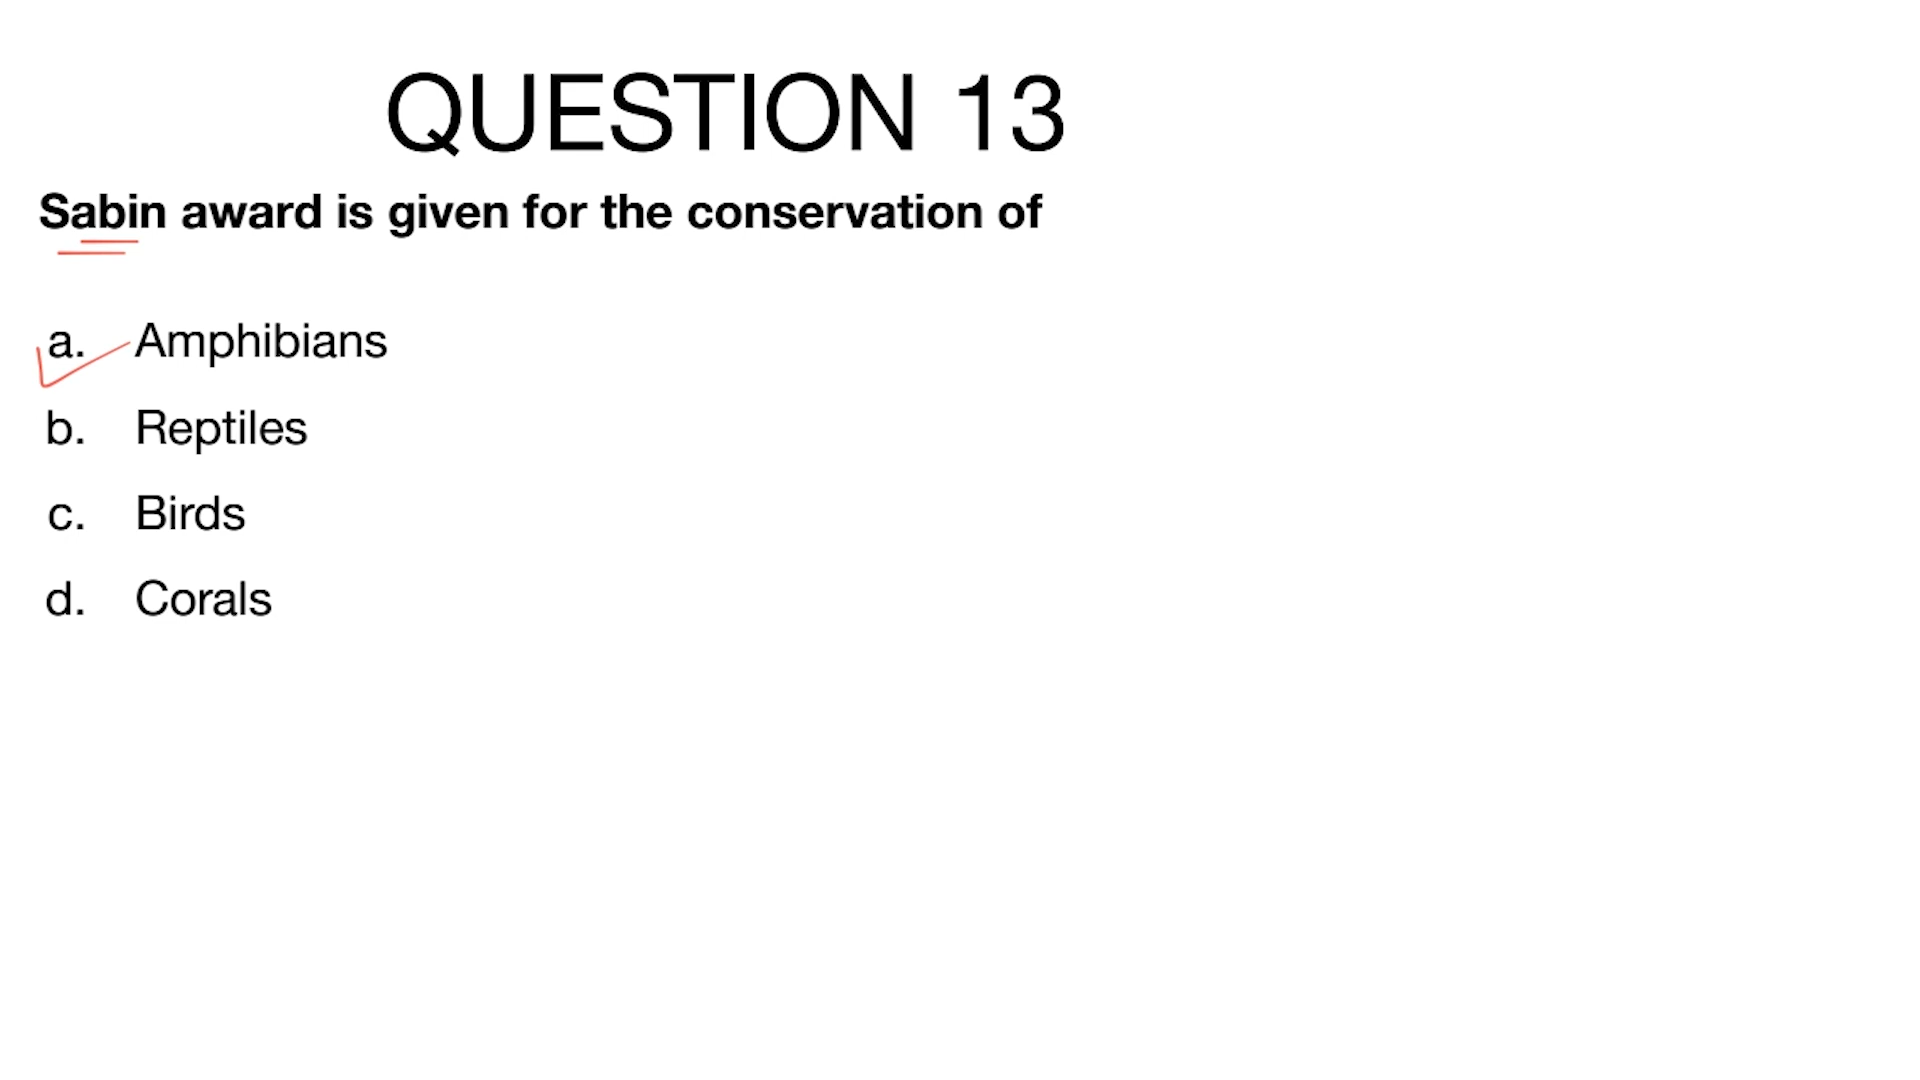 QUESTION 13
Sabin award is given for the conservation of
a. Amphibians
b. Reptiles
c. Birds
d. Corals